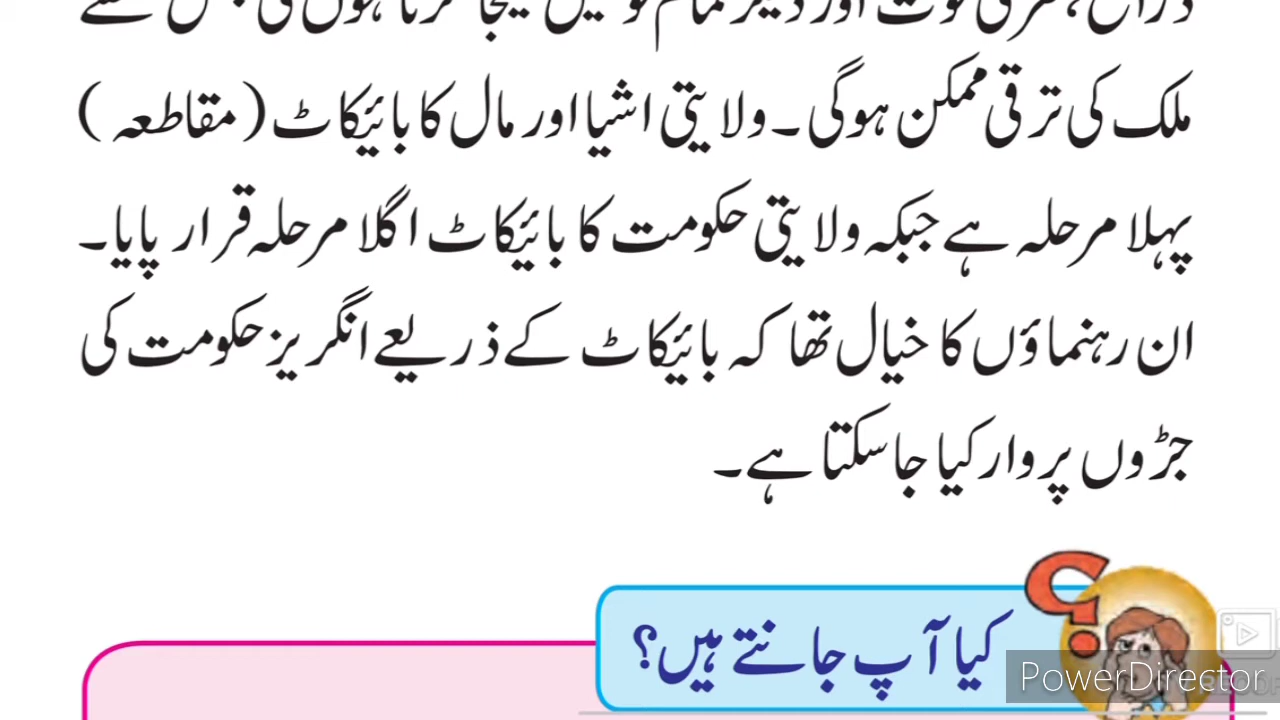 ملک کی ترقی ممکن ہوگی۔ ولایتی اشیا اور مال کا بائیکاٹ (مقاطعہ)
پہلا مرحلہ ہے جبکہ ولایتی حکومت کا بائیکاٹ اگلا مرحلہ قرار پایا۔
ان رہنماؤں کا خیال تھا کہ بائیکاٹ کے ذریعے انگریز حکومت کی
جڑوں پر وار کیا جاسکتا ہے۔
کیا آپ جانتے ہیں؟
PowerDirector